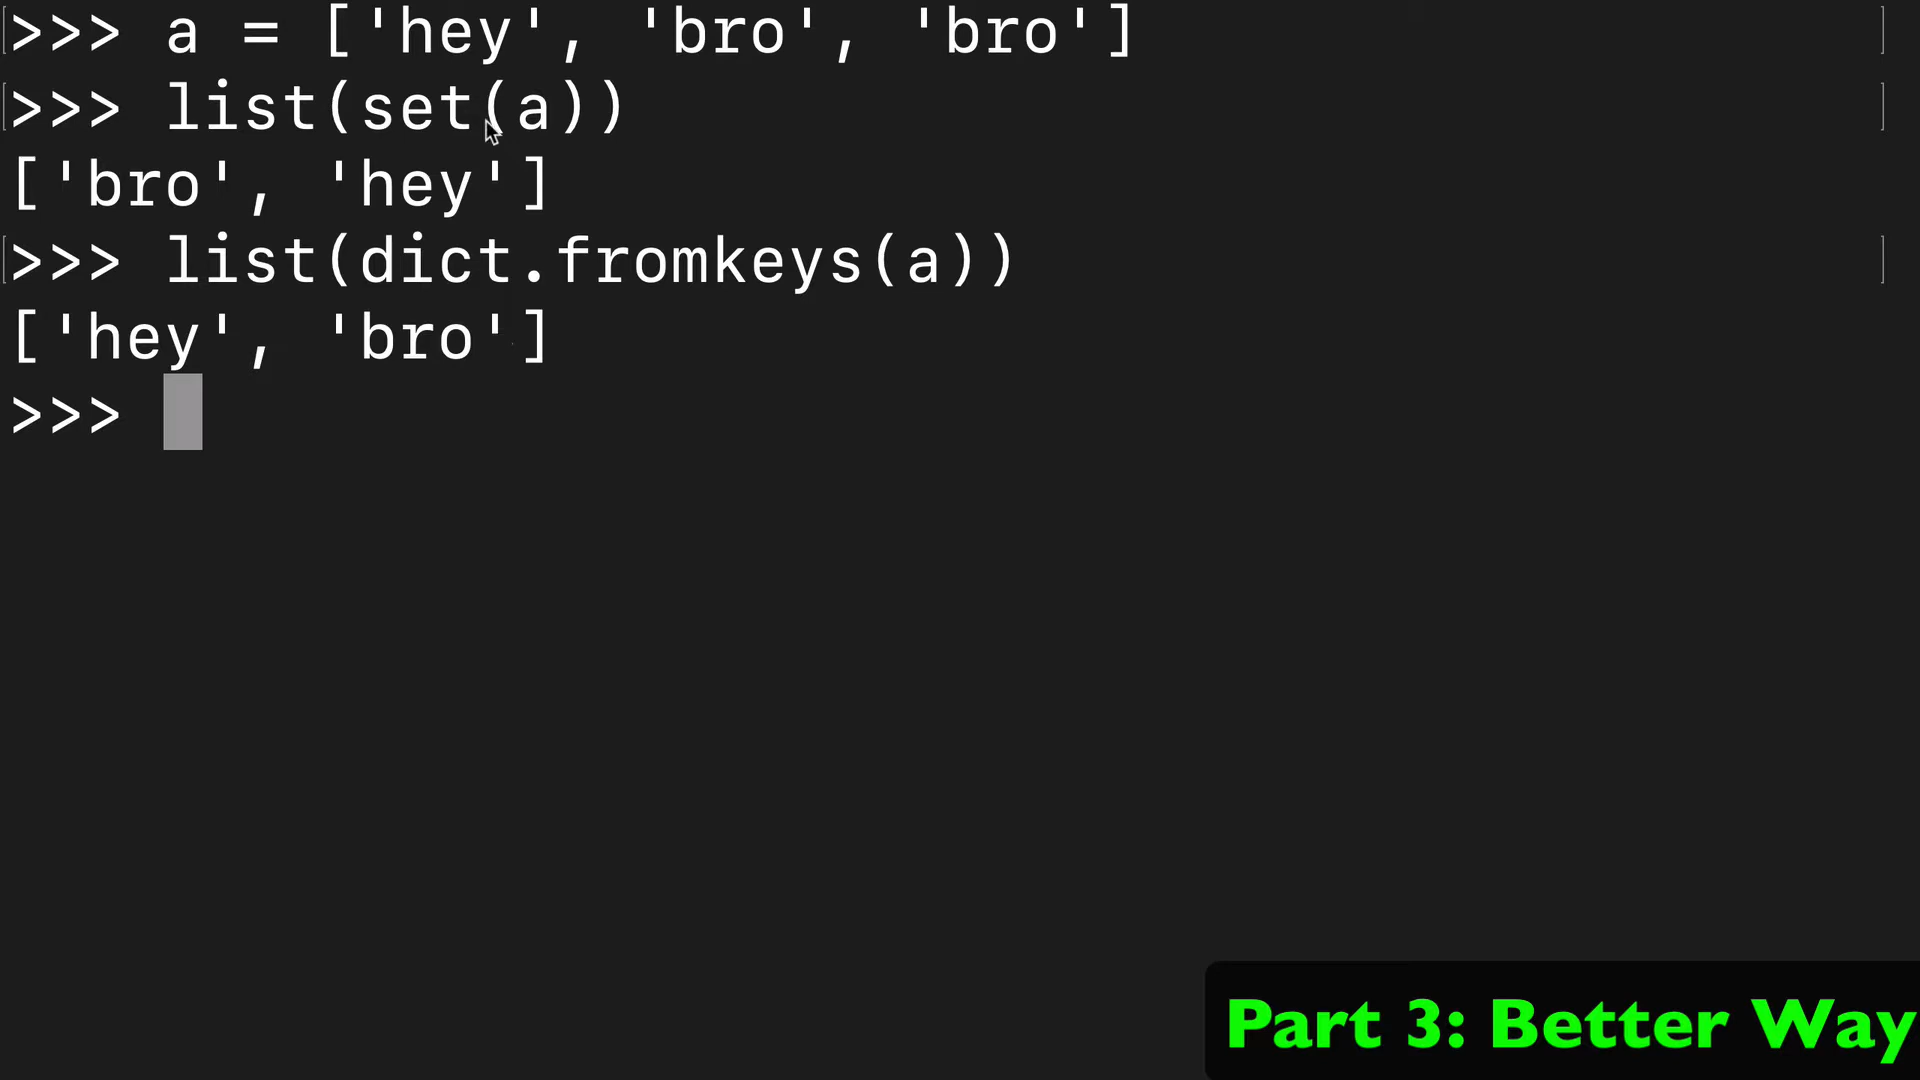 >>> a = ['hey', 'bro', 'bro']
>>> list(set(a))
['bro', 'hey']
>>> list(dict.fromkeys(a))
['hey', 'bro']
>>>
Part 3: Better Way